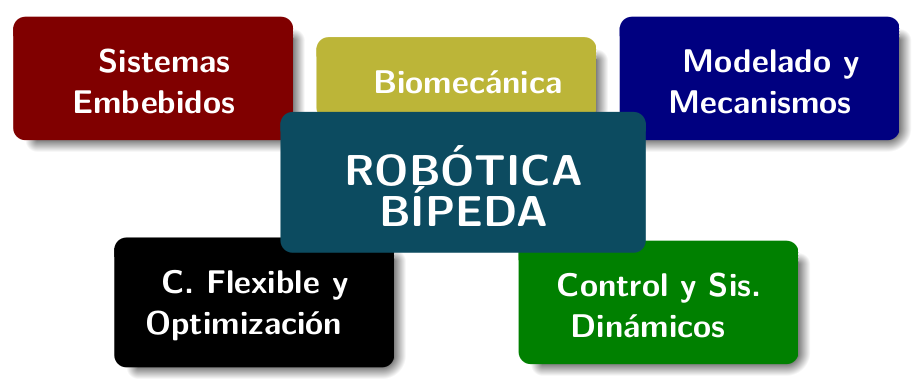 Sistemas
Embebidos
Biomecánica
Modelado y
Mecanismos
ROBÓTICA
BÍPEDA
C. Flexible y
Optimización
Control y Sis.
Dinámicos